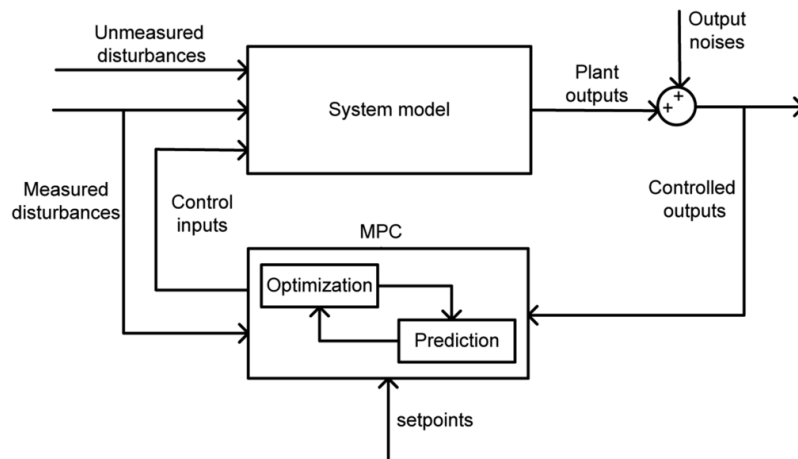 Unmeasured
disturbances
System model
Plant
outputs
Output
noises
+
+
Measured
disturbances
Control
inputs
MPC
Controlled
outputs
Optimization
Prediction
setpoints